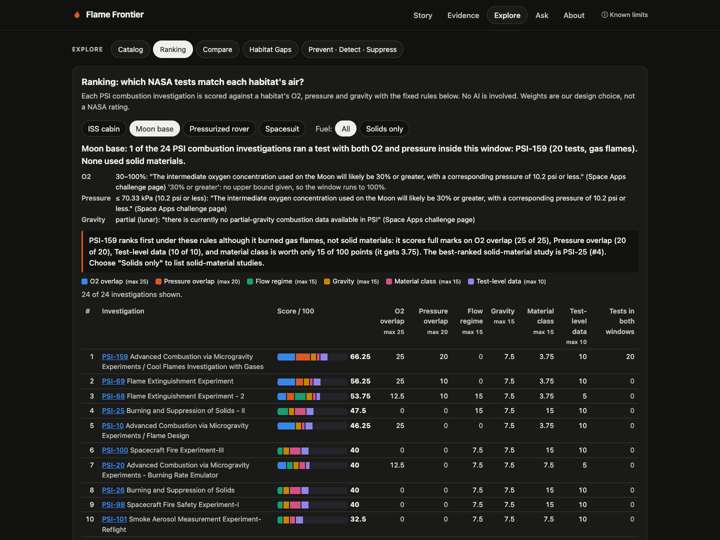 Flame Frontier
Story
Evidence
Explore
Ask
About
Known limits
EXPLORE
Catalog
Ranking
Compare
Habitat Gaps
Prevent · Detect · Suppress
Ranking: which NASA tests match each habitat's air?
Each PSI combustion investigation is scored against a habitat's O2, pressure and gravity with the fixed rules below. No AI is involved. Weights are our design choice, not
a NASA rating.
ISS cabin
Moon base
Pressurized rover
Spacesuit
Fuel:
All
Solids only
Moon base: 1 of the 24 PSI combustion investigations ran a test with both O2 and pressure inside this window: PSI-159 (20 tests, gas flames).
None used solid materials.
O2 30–100%: "The intermediate oxygen concentration used on the Moon will likely be 30% or greater, with a corresponding pressure of 10.2 psi or less." (Space Apps
challenge page) '30% or greater': no upper bound given, so the window runs to 100%.
Pressure ≤ 70.33 kPa (10.2 psi or less): "The intermediate oxygen concentration used on the Moon will likely be 30% or greater, with a corresponding pressure of 10.2 psi or
less." (Space Apps challenge page)
Gravity partial (lunar): "there is currently no partial-gravity combustion data available in PSI" (Space Apps challenge page)
PSI-159 ranks first under these rules although it burned gas flames, not solid materials: it scores full marks on O2 overlap (25 of 25), Pressure overlap (20
of 20), Test-level data (10 of 10), and material class is worth only 15 of 100 points (it gets 3.75). The best-ranked solid-material study is PSI-25 (#4).
Choose "Solids only" to list solid-material studies.
O2 overlap (max 25) Pressure overlap (max 20) Flow regime (max 15) Gravity (max 15) Material class (max 15) Test-level data (max 10)
24 of 24 investigations shown.
# Investigation Score / 100 O2 overlap max 25 Pressure overlap max 20 Flow regime max 15 Gravity max 15 Material class max 15 Test-level data max 10 Tests in both windows
1 PSI-159 Advanced Combustion via Microgravity Experiments / Cool Flames Investigation with Gases 66.25 25 20 0 7.5 3.75 10 20
2 PSI-69 Flame Extinguishment Experiment 56.25 25 10 0 7.5 3.75 10 0
3 PSI-68 Flame Extinguishment Experiment - 2 53.75 12.5 10 15 7.5 3.75 5 0
4 PSI-25 Burning and Suppression of Solids - II 47.5 0 0 15 7.5 15 10 0
5 PSI-10 Advanced Combustion via Microgravity Experiments / Flame Design 46.25 25 0 0 7.5 3.75 10 0
6 PSI-100 Spacecraft Fire Experiment-III 40 0 0 7.5 7.5 15 10 0
7 PSI-20 Advanced Combustion via Microgravity Experiments - Burning Rate Emulator 40 12.5 0 7.5 7.5 7.5 5 0
8 PSI-26 Burning and Suppression of Solids 40 0 0 7.5 7.5 15 10 0
9 PSI-98 Spacecraft Fire Safety Experiment-I 40 0 0 7.5 7.5 15 10 0
10 PSI-101 Smoke Aerosol Measurement Experiment-Reflight 32.5 0 0 7.5 7.5 7.5 10 0